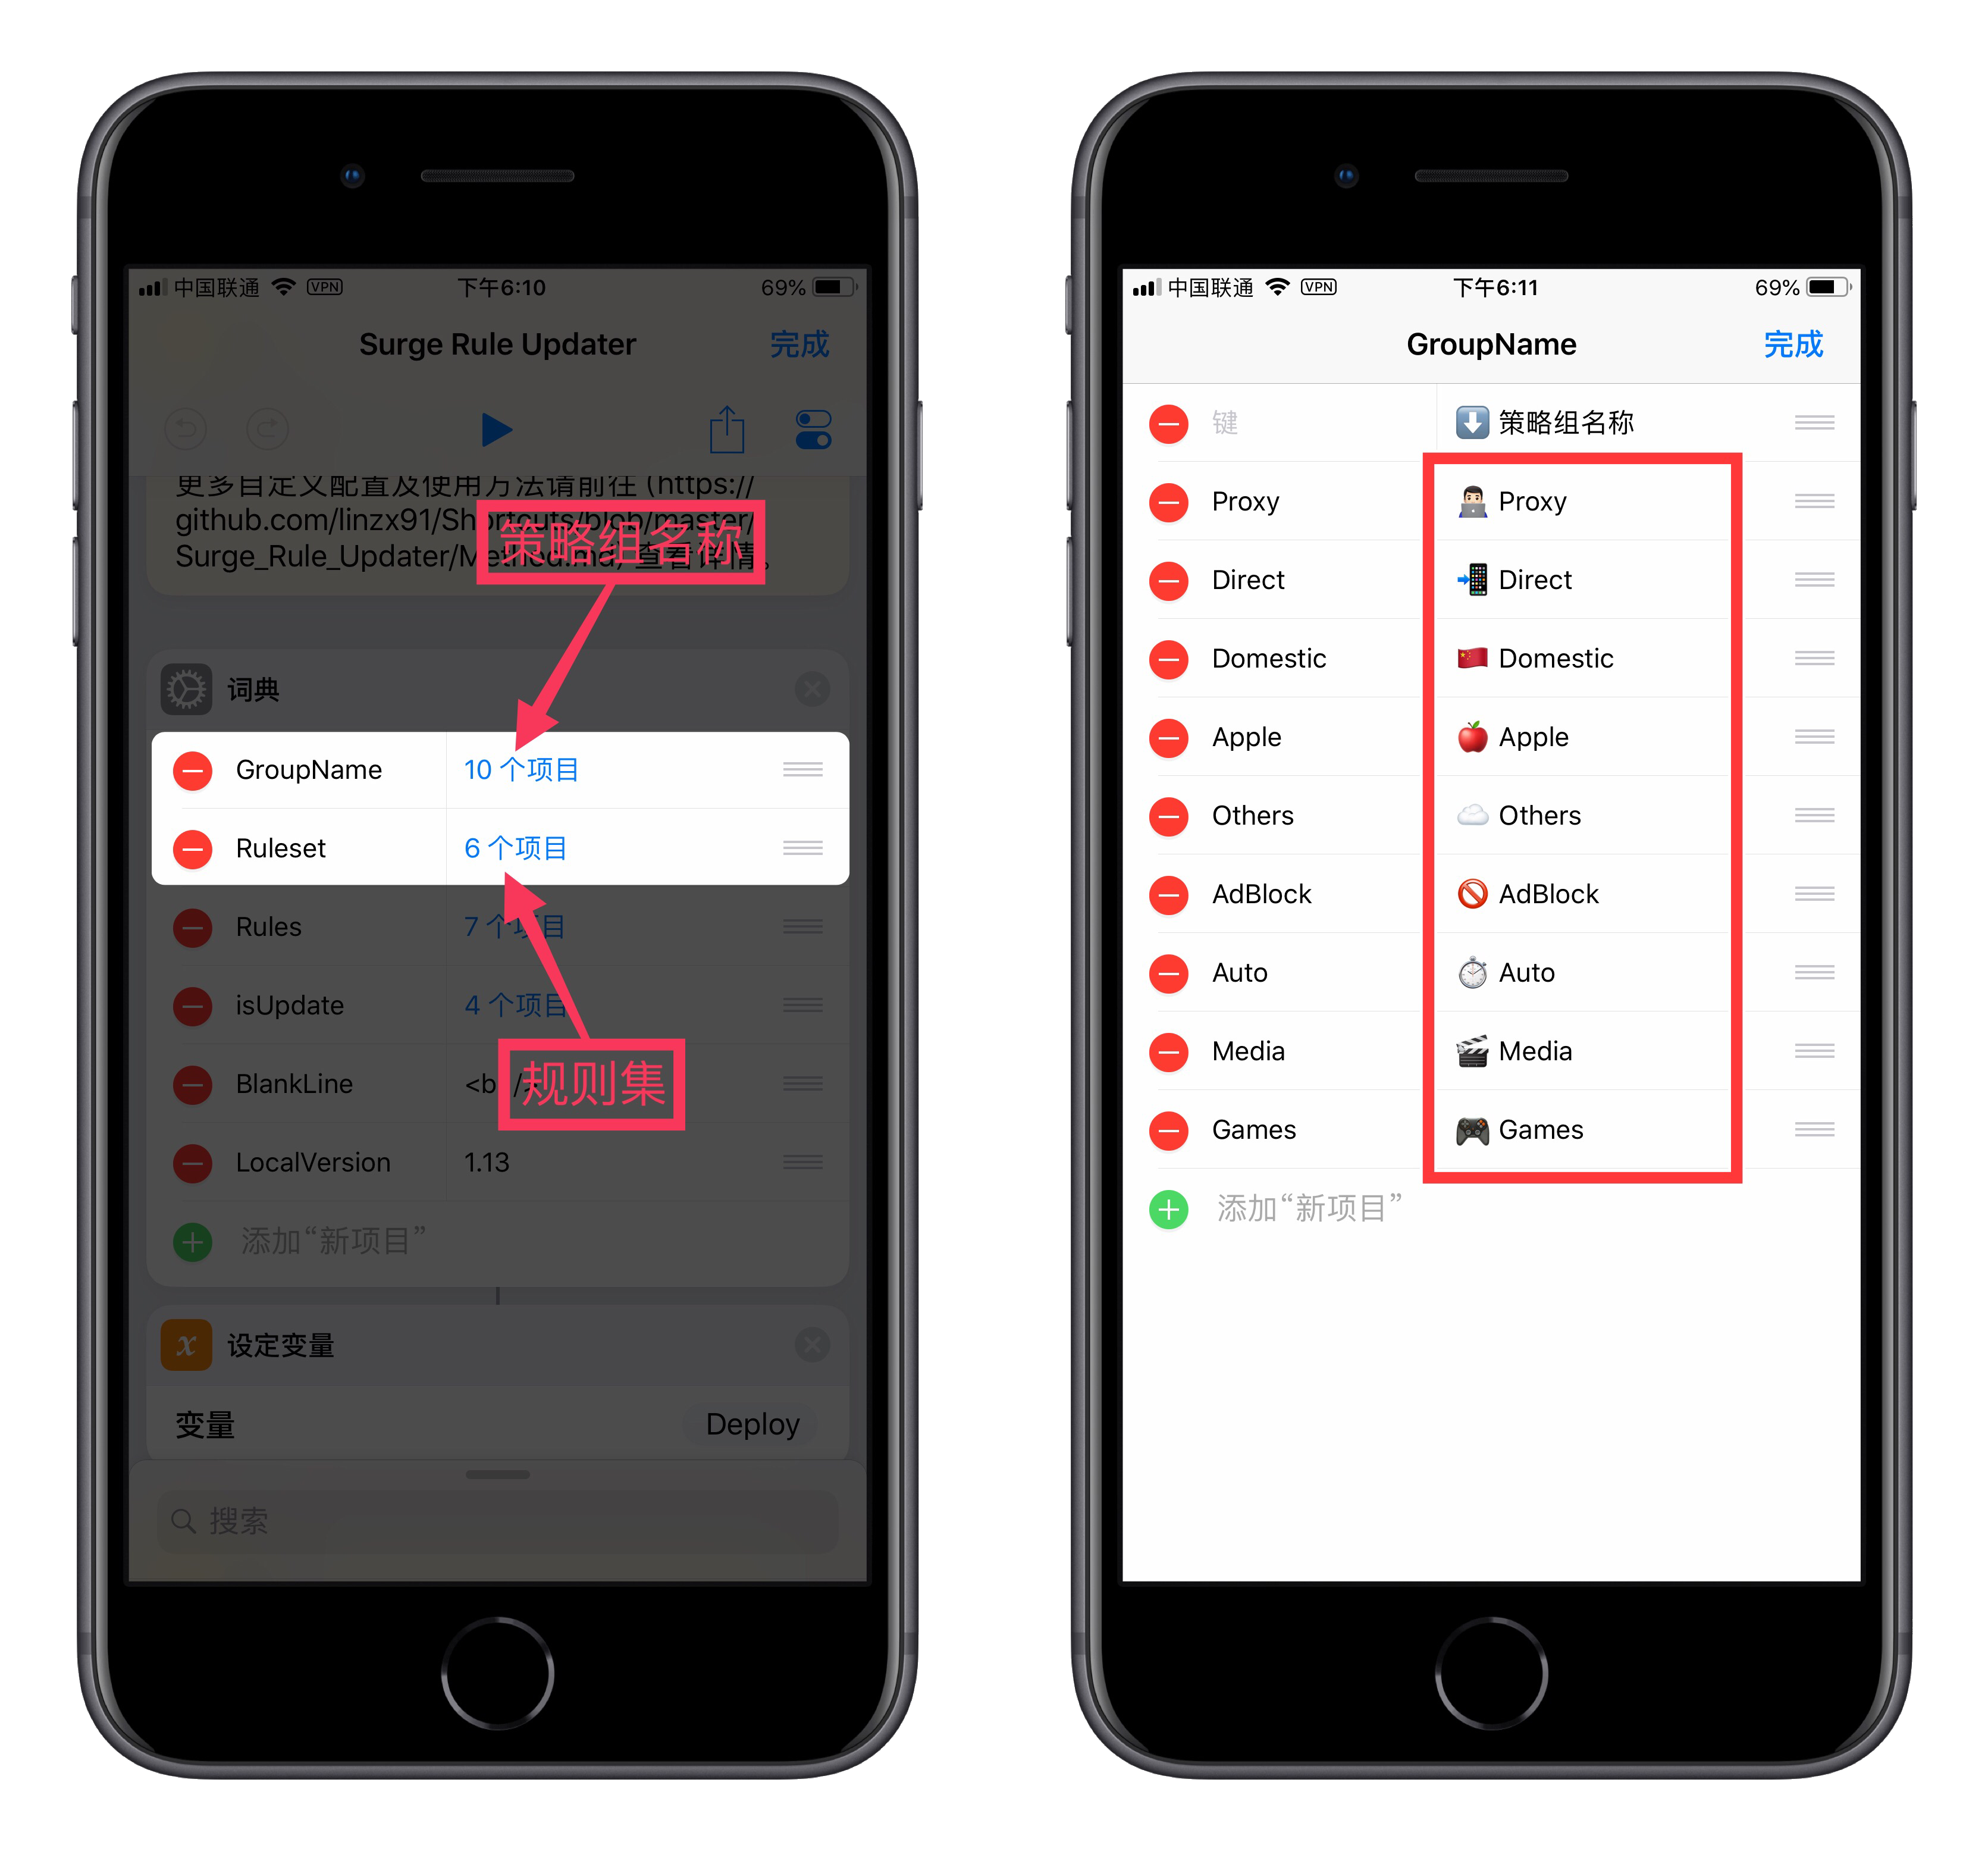 中国联通 VPN 下午6:10 69%
Surge Rule Updater 完成
更多自定义配置及使用方法请前往 (https://
github.com/linzx91/Shortcuts/blob/master/
Surge_Rule_Updater/Method.md) 查看详情。
策略组名称
词典
GroupName 10 个项目
Ruleset 6 个项目
Rules 7 个项目
isUpdate 4 个项目
BlankLine
规则集
LocalVersion 1.13
添加“新项目”
x 设定变量
变量 Deploy
搜索
中国联通 VPN 下午6:11 69%
GroupName 完成
键 ⬇️ 策略组名称
Proxy 👨🏻‍💻 Proxy
Direct 📲 Direct
Domestic 🇨🇳 Domestic
Apple 🍎 Apple
Others ☁️ Others
AdBlock 🚫 AdBlock
Auto ⏱ Auto
Media 🎬 Media
Games 🎮 Games
添加“新项目”